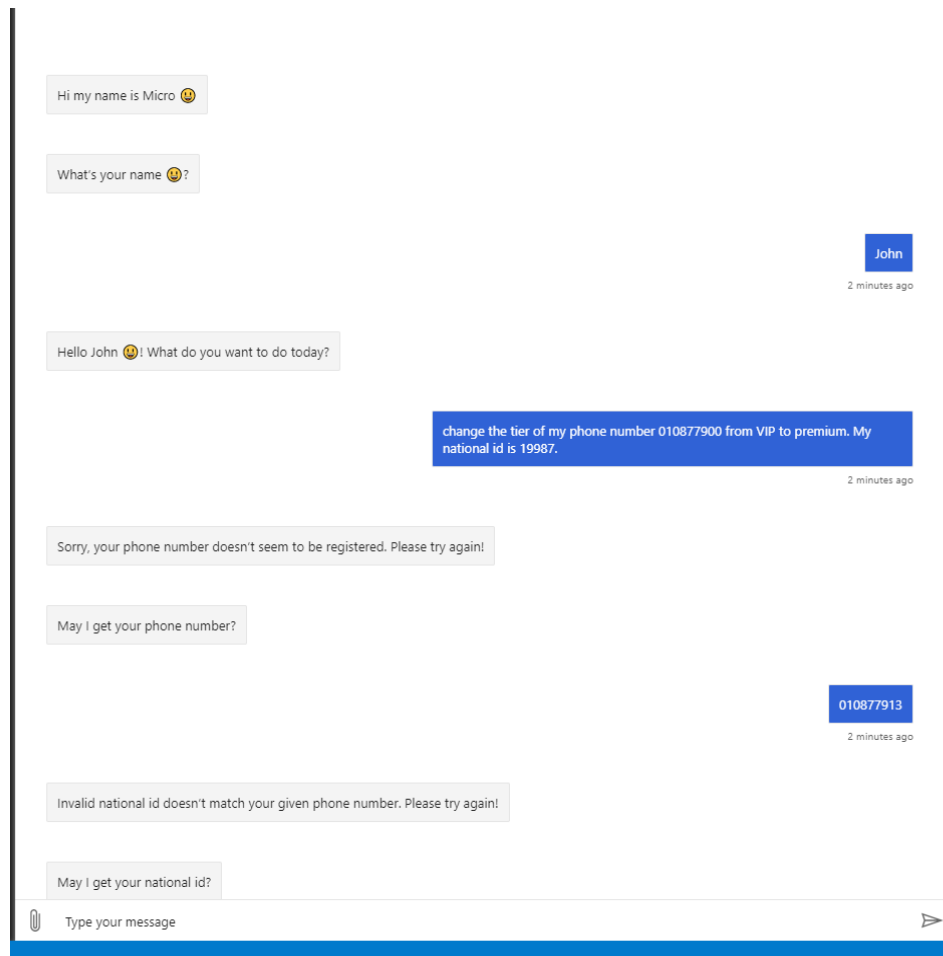 Hi my name is Micro 😀
What's your name 😀?
John
2 minutes ago
Hello John 😀! What do you want to do today?
change the tier of my phone number 010877900 from VIP to premium. My
national id is 19987.
2 minutes ago
Sorry, your phone number doesn't seem to be registered. Please try again!
May I get your phone number?
010877913
2 minutes ago
Invalid national id doesn't match your given phone number. Please try again!
May I get your national id?
Type your message